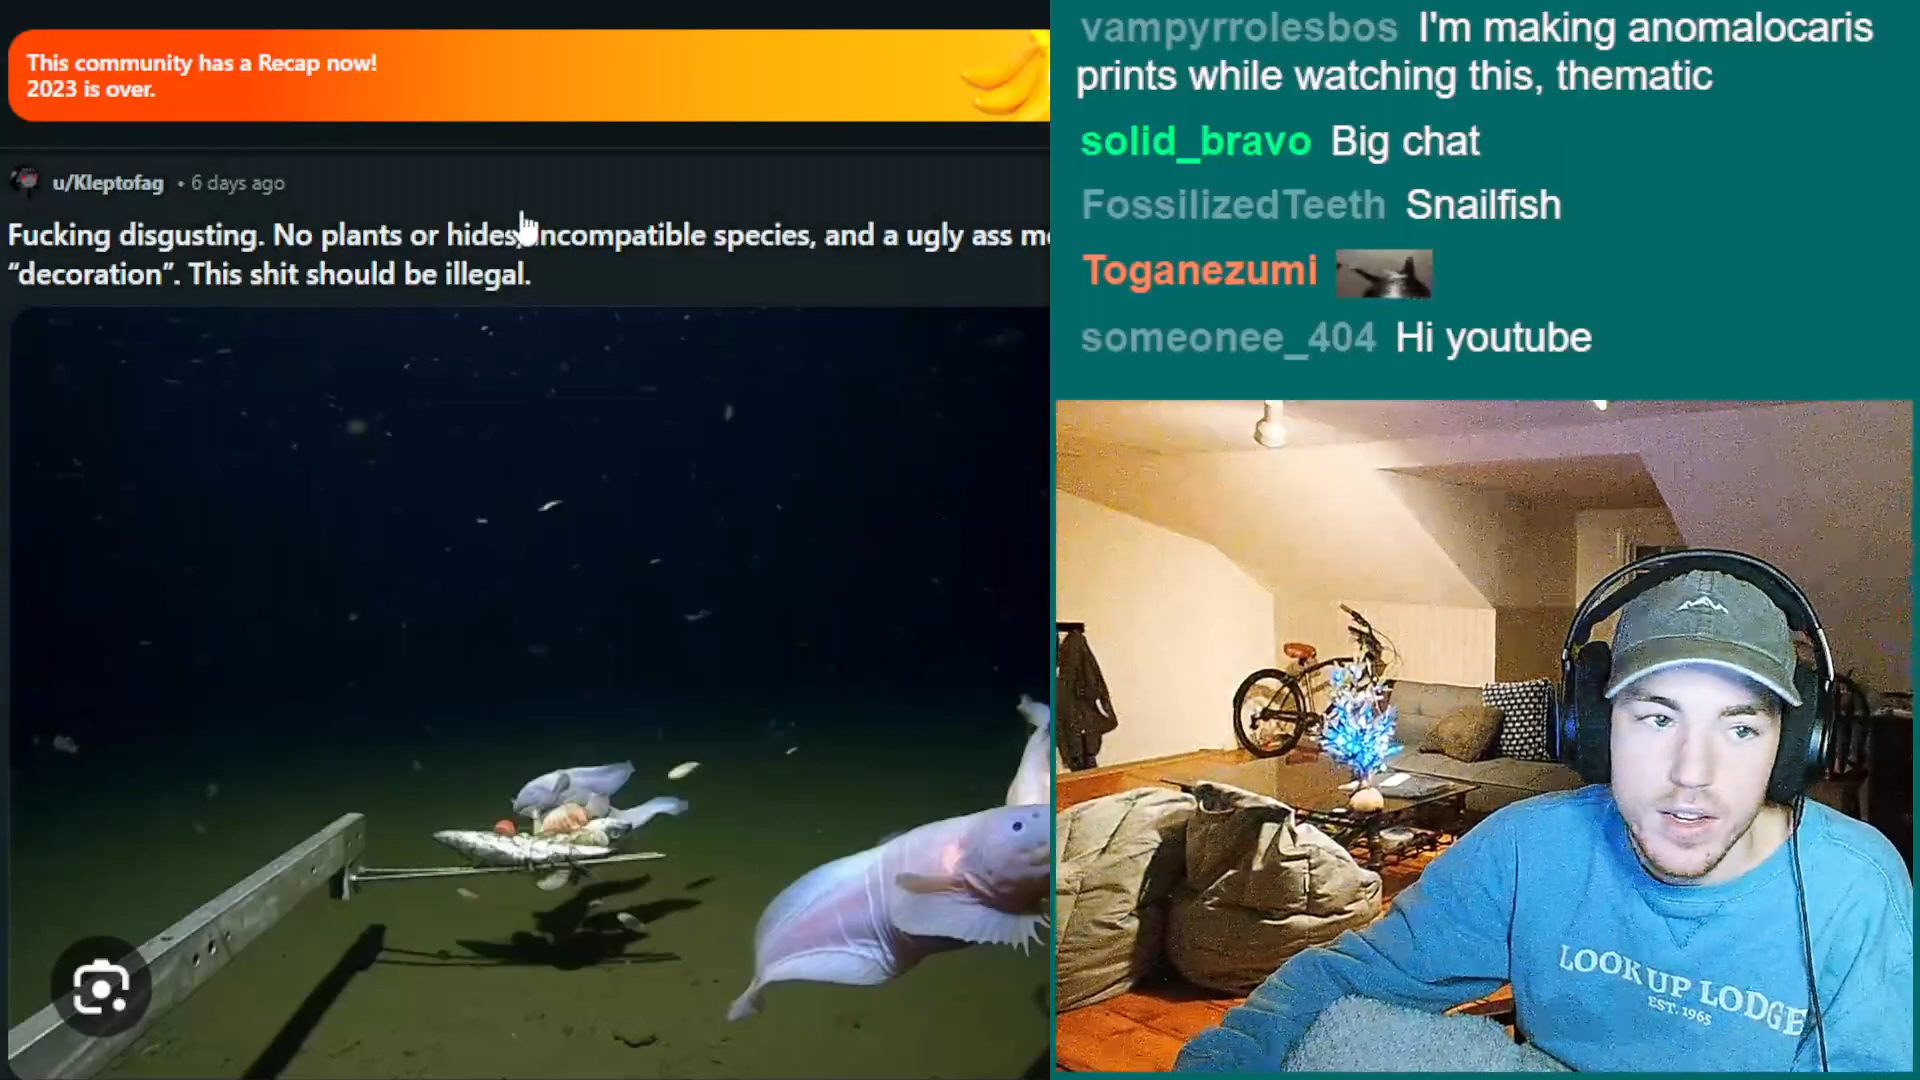 This community has a Recap now!
2023 is over.
u/Kleptofag • 6 days ago
Fucking disgusting. No plants or hides, incompatible species, and a ugly ass
“decoration”. This shit should be illegal.
vampyrrolesbos I'm making anomalocaris
prints while watching this, thematic
solid_bravo Big chat
FossilizedTeeth Snailfish
Toganezumi
someonee_404 Hi youtube
LOOK UP LODGE
EST. 1965